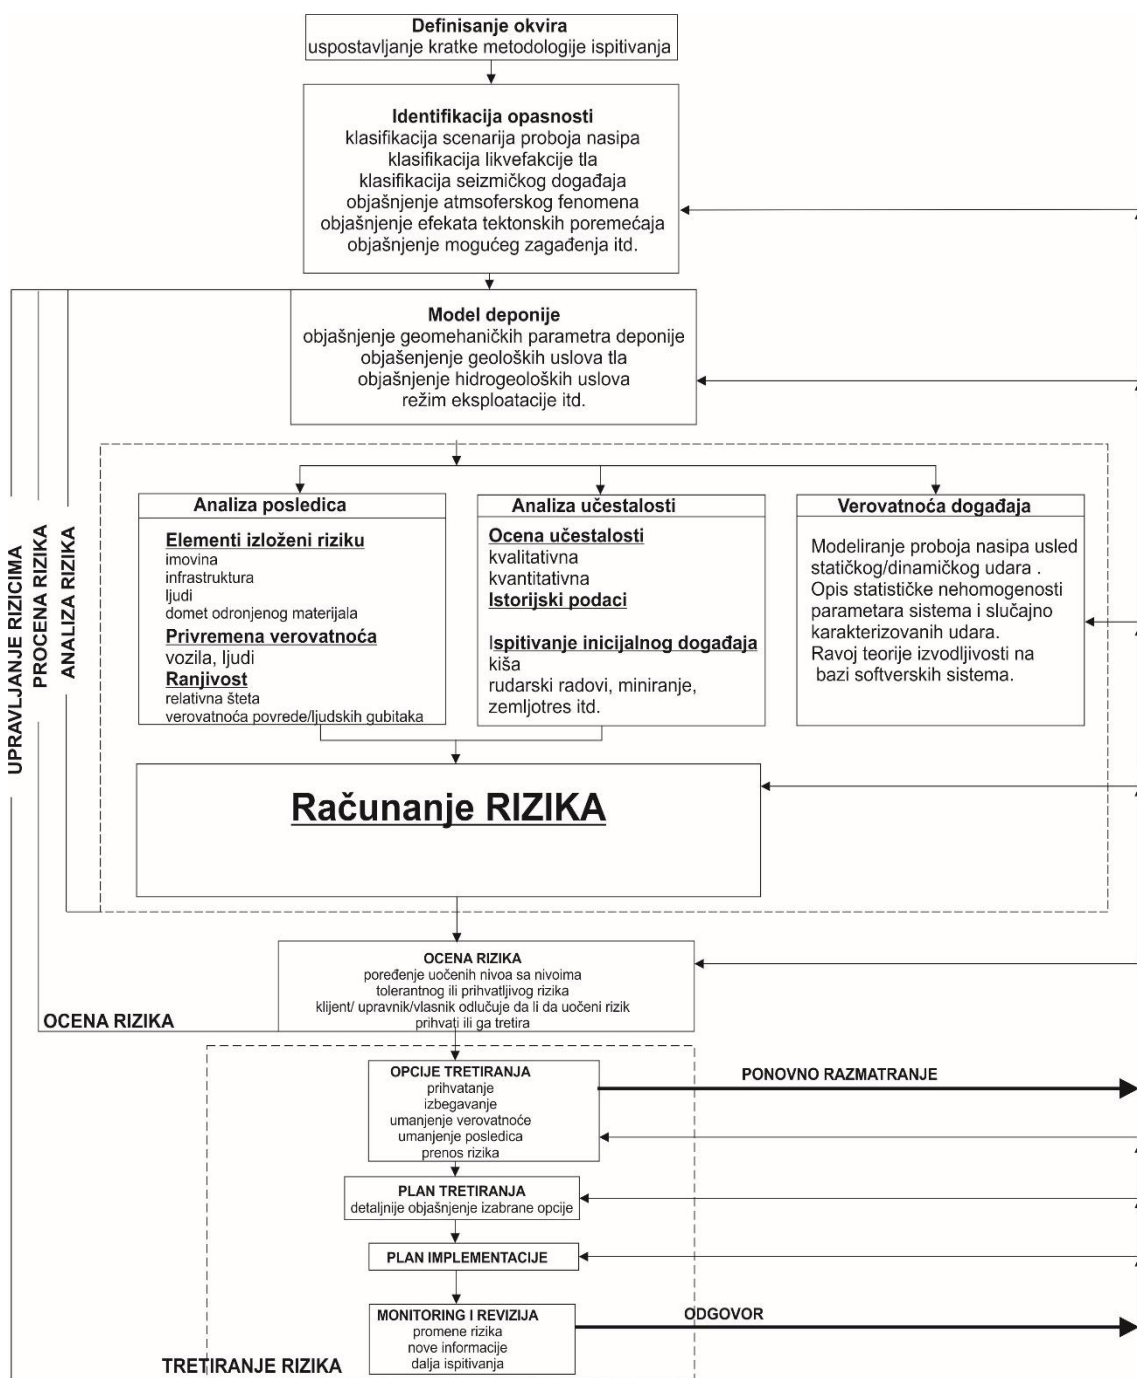 Definisanje okvira
uspostavljanje kratke metodologije ispitivanja
Identifikacija opasnosti
klasifikacija scenarija proboja nasipa
klasifikacija likvefakcije tla
klasifikacija seizmičkog događaja
objašnjenje atmsoferskog fenomena
objašnjenje efekata tektonskih poremećaja
objašnjenje mogućeg zagađenja itd.
Model deponije
objašnjenje geomehaničkih parametra deponije
objašenjenje geoloških uslova tla
objašnjenje hidrogeoloških uslova
režim eksploatacije itd.
UPRAVLJANJE RIZICIMA
PROCENA RIZIKA
ANALIZA RIZIKA
Analiza posledica
Elementi izloženi riziku
imovina
infrastruktura
ljudi
domet odronjenog materijala
Privremena verovatnoća
vozila, ljudi
Ranjivost
relativna šteta
verovatnoća povrede/ljudskih gubitaka
Analiza učestalosti
Ocena učestalosti
kvalitativna
kvantitativna
Istorijski podaci
Ispitivanje inicijalnog događaja
kiša
rudarski radovi, miniranje,
zemljotres itd.
Verovatnoća događaja
Modeliranje proboja nasipa usled
statičkog/dinamičkog udara .
Opis statističke nehomogenosti
parametara sistema i slučajno
karakterizovanih udara.
Ravoj teorije izvodljivosti na
bazi softverskih sistema.
Računanje RIZIKA
OCENA RIZIKA
poređenje uočenih nivoa sa nivoima
tolerantnog ili prihvatljivog rizika
klijent/ upravnik/vlasnik odlučuje da li da uočeni rizik
prihvati ili ga tretira
OCENA RIZIKA
OPCIJE TRETIRANJA
prihvatanje
izbegavanje
umanjenje verovatnoće
umanjenje posledica
prenos rizika
PONOVNO RAZMATRANJE
PLAN TRETIRANJA
detaljnije objašnjenje izabrane opcije
PLAN IMPLEMENTACIJE
MONITORING I REVIZIJA
promene rizika
nove informacije
dalja ispitivanja
ODGOVOR
TRETIRANJE RIZIKA